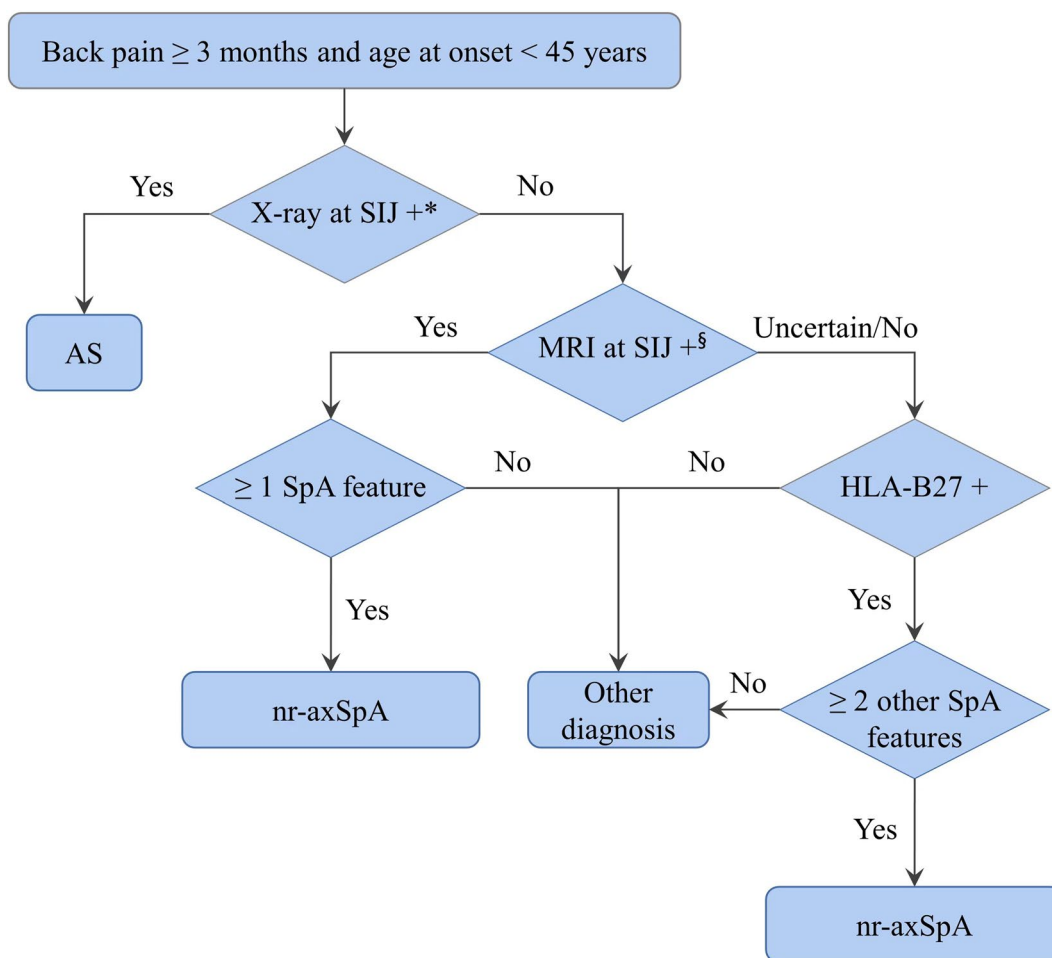 Back pain ≥ 3 months and age at onset < 45 years
Yes
X-ray at SIJ +*
No
AS
Yes
MRI at SIJ +§
Uncertain/No
≥ 1 SpA feature
No
No
HLA-B27 +
Yes
Yes
nr-axSpA
Other
diagnosis
No
≥ 2 other SpA
features
Yes
nr-axSpA